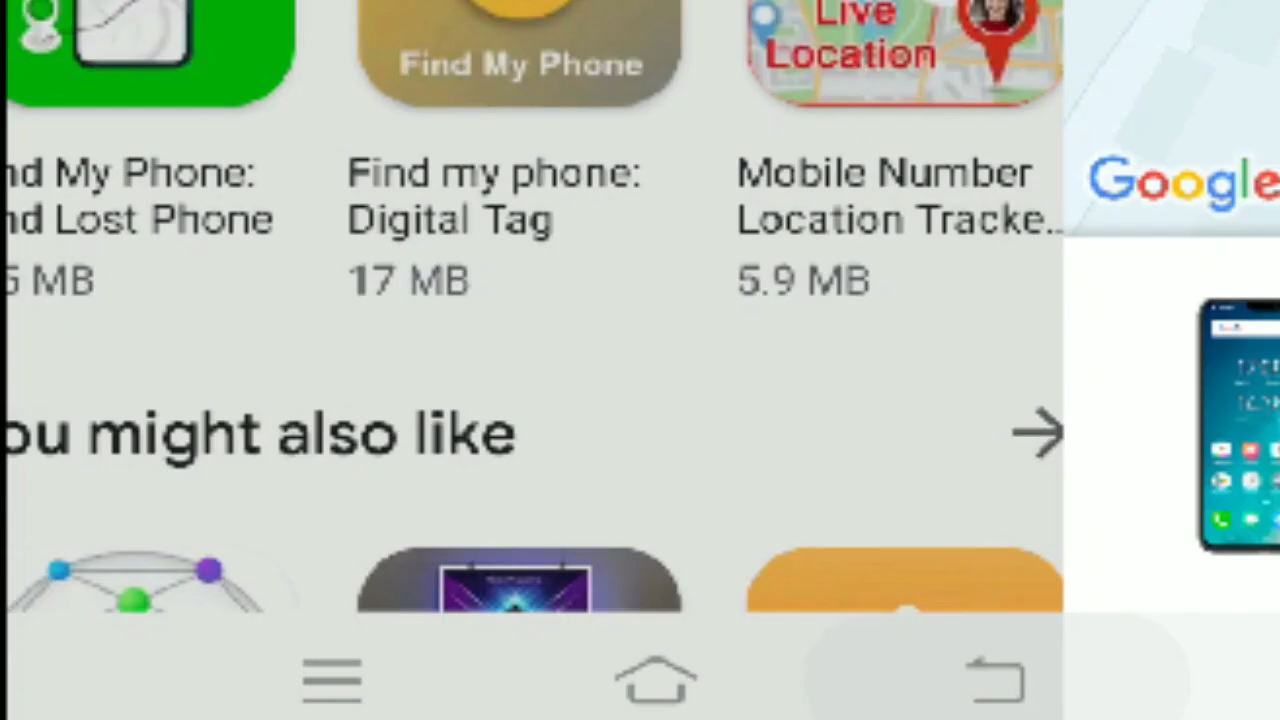 Live
Location
Find My Phone
nd My Phone:
nd Lost Phone
5 MB
Find my phone:
Digital Tag
17 MB
Mobile Number
Location Tracke..
5.9 MB
Google
ou might also like